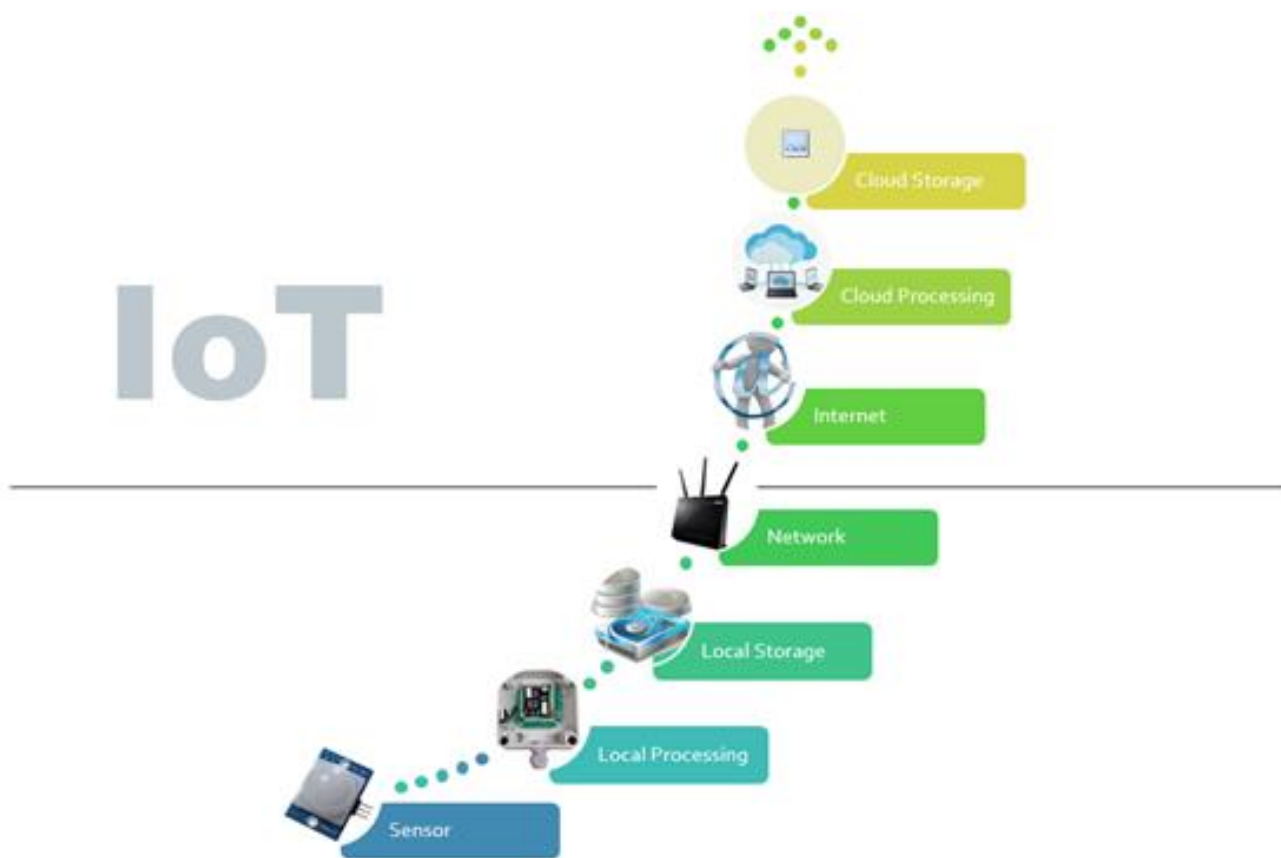 Cloud Storage
Cloud Processing
IoT
Internet
Network
Local Storage
Local Processing
Sensor